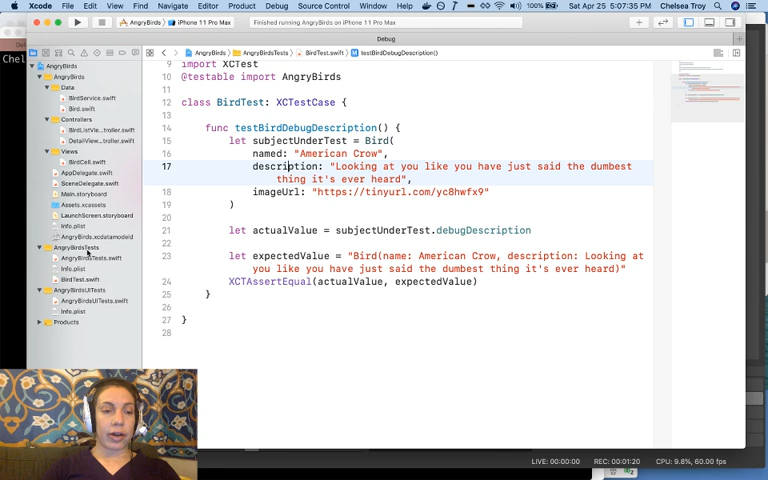 Xcode File Edit View Find Navigate Editor Product Debug Source Control Window Help 100% Sat Apr 25 5:07:35 PM Chelsea Troy
AngryBirds iPhone 11 Pro Max Finished running AngryBirds on iPhone 11 Pro Max
Debug
AngryBirds AngryBirdsTests BirdTest.swift M testBirdDebugDescription()
Chel
AngryBirds
AngryBirds
Data
BirdService.swift
Bird.swift
Controllers
BirdListView...troller.swift
DetailView...troller.swift
Views
BirdCell.swift
AppDelegate.swift
SceneDelegate.swift
Main.storyboard
Assets.xcassets
LaunchScreen.storyboard
Info.plist
AngryBirds.xcdatamodeld
AngryBirdsTests
AngryBirdsTests.swift
Info.plist
BirdTest.swift
AngryBirdsUITests
AngryBirdsUITests.swift
Info.plist
Products
9 import XCTest
10 @testable import AngryBirds
11
12 class BirdTest: XCTestCase {
13
14 func testBirdDebugDescription() {
15 let subjectUnderTest = Bird(
16 named: "American Crow",
17 description: "Looking at you like you have just said the dumbest
thing it's ever heard",
18 imageUrl: "https://tinyurl.com/yc8hwfx9"
19 )
20
21 let actualValue = subjectUnderTest.debugDescription
22
23 let expectedValue = "Bird(name: American Crow, description: Looking at
you like you have just said the dumbest thing it's ever heard)"
24 XCTAssertEqual(actualValue, expectedValue)
25 }
26
27 }
28
LIVE: 00:00:00 REC: 00:01:20 CPU: 9.8%, 60.00 fps